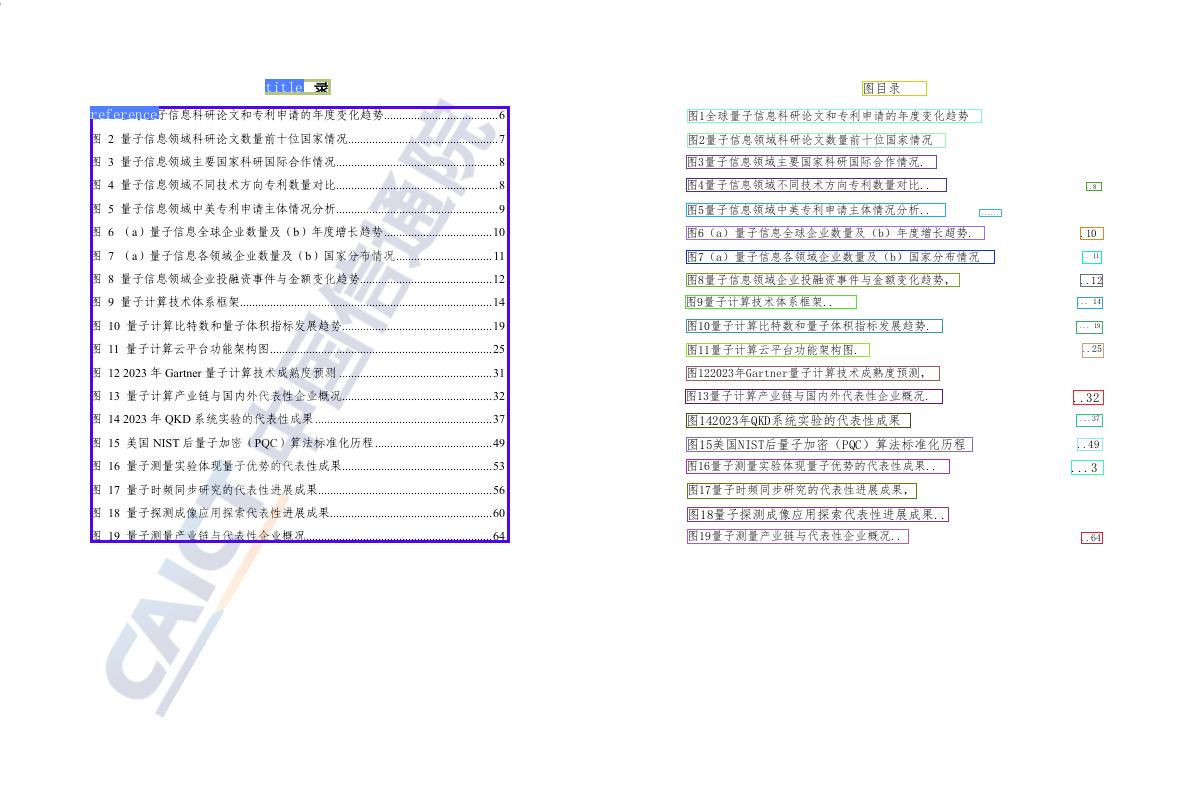 title 录
reference子信息科研论文和专利申请的年度变化趋势 6
图 2 量子信息领域科研论文数量前十位国家情况 7
图 3 量子信息领域主要国家科研国际合作情况 8
图 4 量子信息领域不同技术方向专利数量对比 8
图 5 量子信息领域中美专利申请主体情况分析 9
图 6 （a）量子信息全球企业数量及（b）年度增长趋势 10
图 7 （a）量子信息各领域企业数量及（b）国家分布情况 11
图 8 量子信息领域企业投融资事件与金额变化趋势 12
图 9 量子计算技术体系框架 14
图 10 量子计算比特数和量子体积指标发展趋势 19
图 11 量子计算云平台功能架构图 25
图 12 2023 年 Gartner 量子计算技术成熟度预测 31
图 13 量子计算产业链与国内外代表性企业概况 32
图 14 2023 年 QKD 系统实验的代表性成果 37
图 15 美国 NIST 后量子加密（PQC）算法标准化历程 49
图 16 量子测量实验体现量子优势的代表性成果 53
图 17 量子时频同步研究的代表性进展成果 56
图 18 量子探测成像应用探索代表性进展成果 60
图 19 量子测量产业链与代表性企业概况 64
CAICT 中国信通院
图目录
图1全球量子信息科研论文和专利申请的年度变化趋势
图2量子信息领域科研论文数量前十位国家情况
图3量子信息领域主要国家科研国际合作情况.
图4量子信息领域不同技术方向专利数量对比.. ..8
图5量子信息领域中美专利申请主体情况分析.. .......
图6（a）量子信息全球企业数量及（b）年度增长趋势. .10
图7（a）量子信息各领域企业数量及（b）国家分布情况 11
图8量子信息领域企业投融资事件与金额变化趋势, ..12
图9量子计算技术体系框架.. .. 14
图10量子计算比特数和量子体积指标发展趋势. ... 19
图11量子计算云平台功能架构图. ..25
图122023年Gartner量子计算技术成熟度预测,
图13量子计算产业链与国内外代表性企业概况. ..32
图142023年QKD系统实验的代表性成果 ...37
图15美国NIST后量子加密（PQC）算法标准化历程 ..49
图16量子测量实验体现量子优势的代表性成果.. ...3
图17量子时频同步研究的代表性进展成果,
图18量子探测成像应用探索代表性进展成果..
图19量子测量产业链与代表性企业概况.. ..64